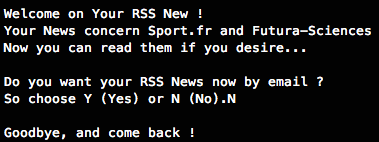 Welcome on Your RSS New !
Your News concern Sport.fr and Futura-Sciences
Now you can read them if you desire...
Do you want your RSS News now by email ?
So choose Y (Yes) or N (No).N
Goodbye, and come back !